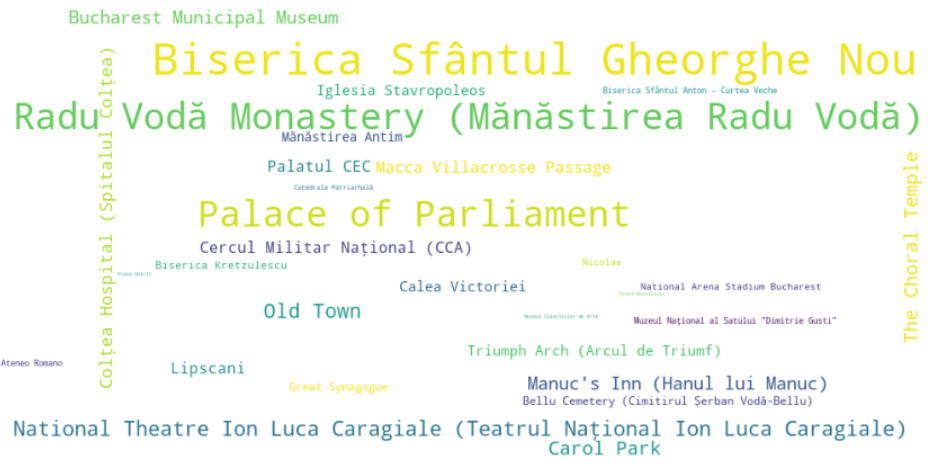 Bucharest Municipal Museum
Biserica Sfântul Gheorghe Nou
Iglesia Stavropoleos
Biserica Sfântul Anton - Curtea Veche
Radu Vodă Monastery (Mănăstirea Radu Vodă)
Mănăstirea Antim
Palatul CEC
Macca Villacrosse Passage
Catedrala Patriarhală
Colțea Hospital (Spitalul Colțea)
The Choral Temple
Palace of Parliament
Cercul Militar Național (CCA)
Biserica Kretzulescu
Nicolae
Piața Unirii
Calea Victoriei
National Arena Stadium Bucharest
Piața Revoluției
Old Town
Muzeul Colecțiilor de Artă
Muzeul Național al Satului "Dimitrie Gusti"
Triumph Arch (Arcul de Triumf)
Ateneo Romano
Lipscani
Great Synagogue
Manuc's Inn (Hanul lui Manuc)
Bellu Cemetery (Cimitirul Șerban Vodă-Bellu)
National Theatre Ion Luca Caragiale (Teatrul Național Ion Luca Caragiale)
Carol Park